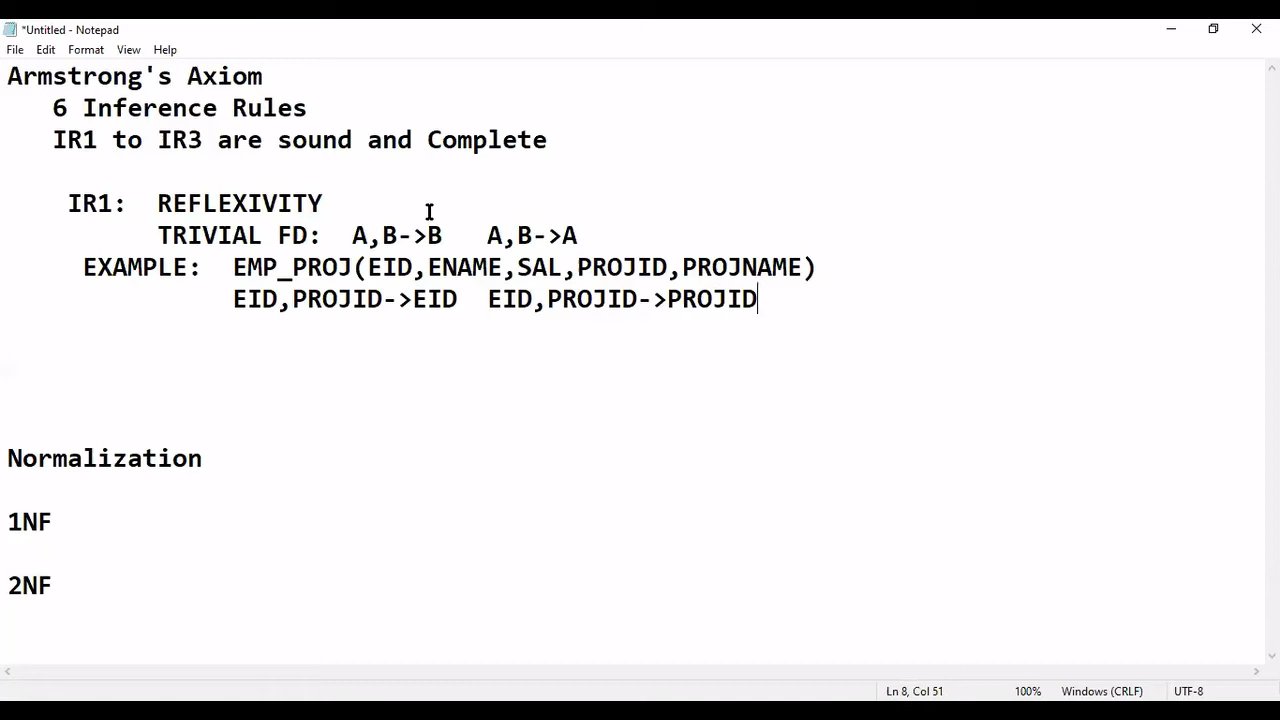 *Untitled - Notepad
File Edit Format View Help
Armstrong's Axiom
6 Inference Rules
IR1 to IR3 are sound and Complete
IR1: REFLEXIVITY
TRIVIAL FD: A,B->B A,B->A
EXAMPLE: EMP_PROJ(EID,ENAME,SAL,PROJID,PROJNAME)
EID,PROJID->EID EID,PROJID->PROJID
Normalization
1NF
2NF
Ln 8, Col 51 100% Windows (CRLF) UTF-8